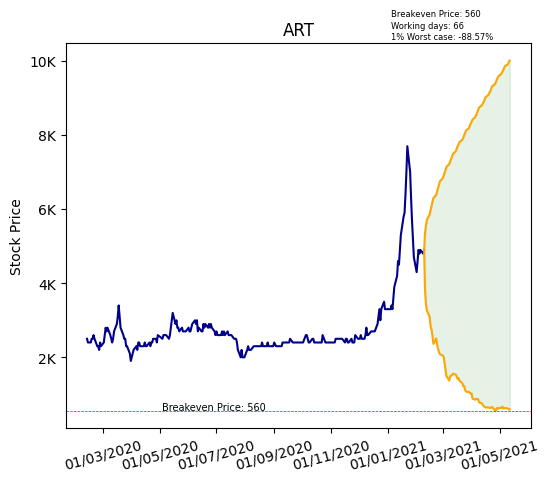 Breakeven Price: 560
Working days: 66
1% Worst case: -88.57%
ART
10K
8K
6K
4K
2K
Stock Price
Breakeven Price: 560
01/03/2020
01/05/2020
01/07/2020
01/09/2020
01/11/2020
01/01/2021
01/03/2021
01/05/2021